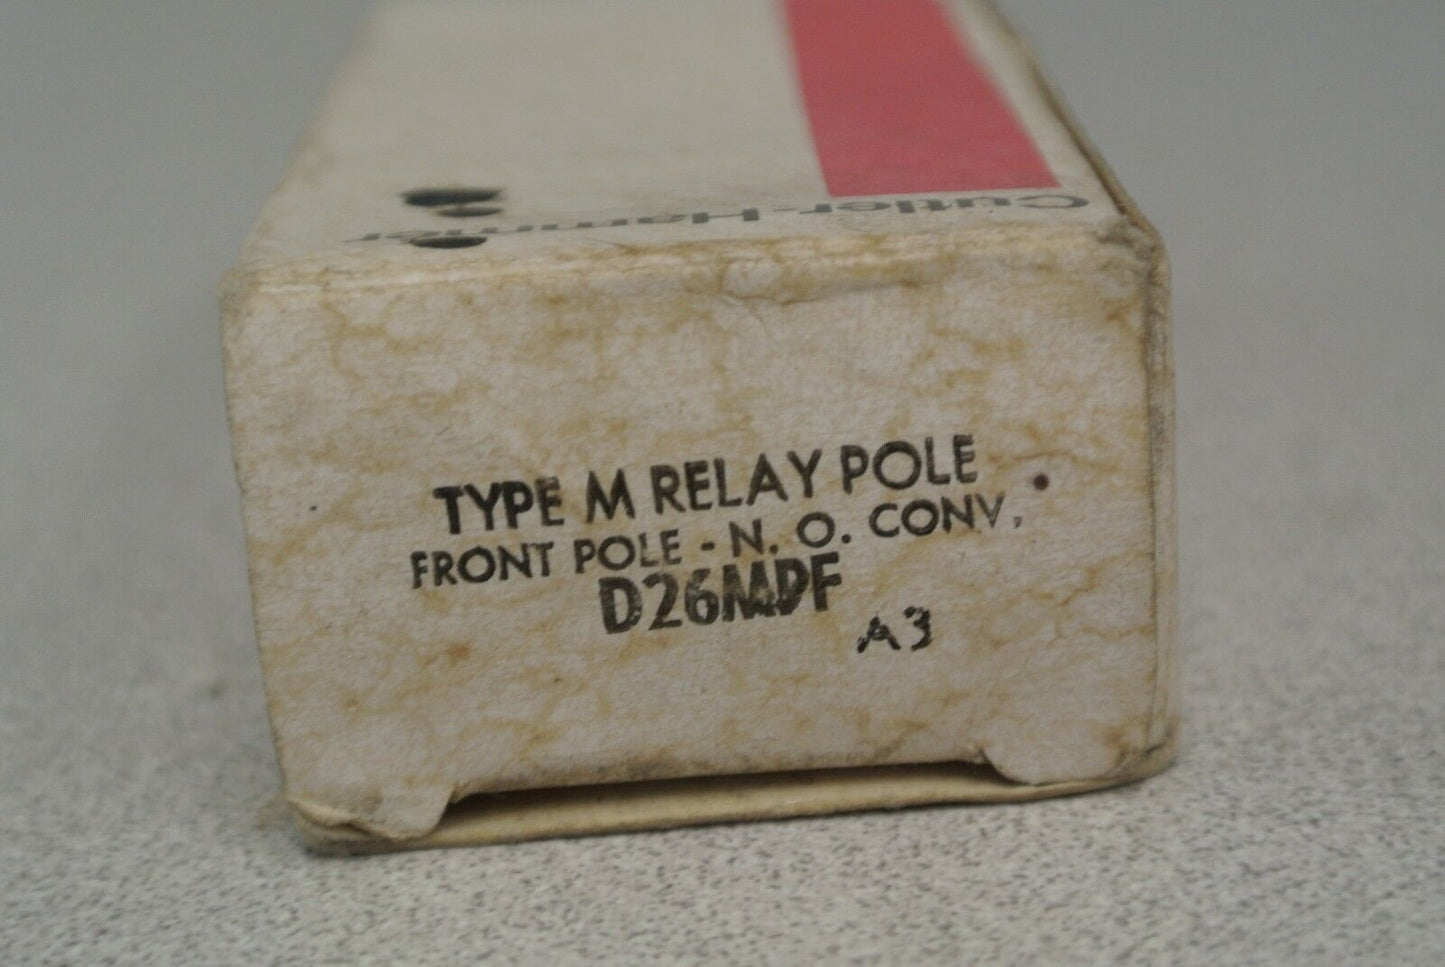 Cutler-Hammer
TYPE M RELAY POLE
FRONT POLE - N. O. CONV.
D26MPF
A3